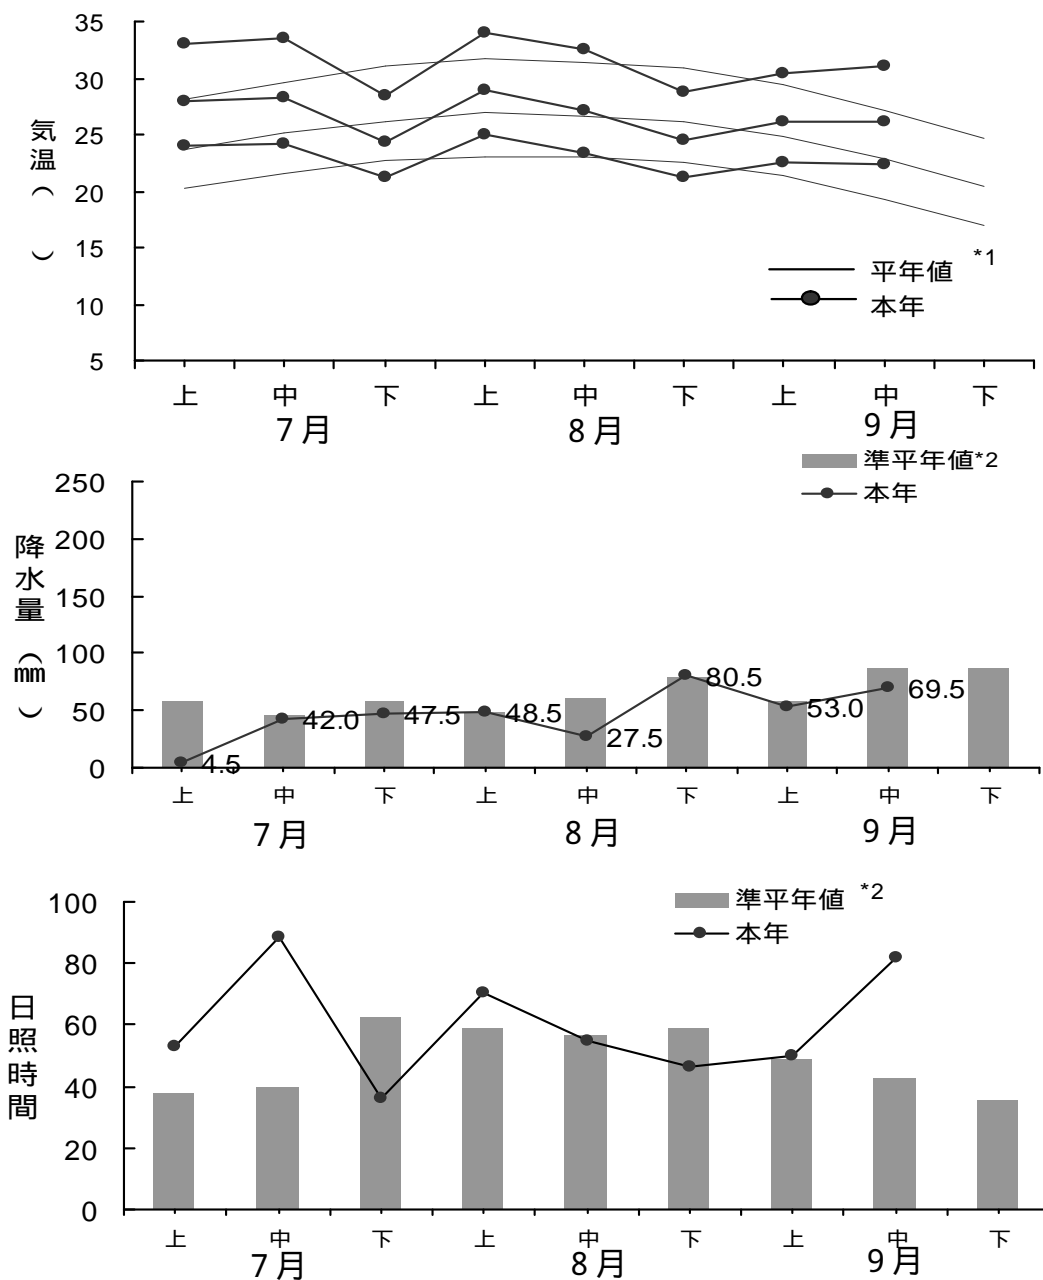 35
30
25
20
15
10
5
気温( )
平年値 *1
本年
上 中 下 上 中 下 上 中 下
7月 8月 9月
準平年値*2
本年
250
200
150
100
50
0
降水量(㎜)
4.5 42.0 47.5 48.5 27.5 80.5 53.0 69.5
上 中 下 上 中 下 上 中 下
7月 8月 9月
準平年値 *2
本年
100
80
60
40
20
0
日照時間
上 中 下 上 中 下 上 中 下
7月 8月 9月